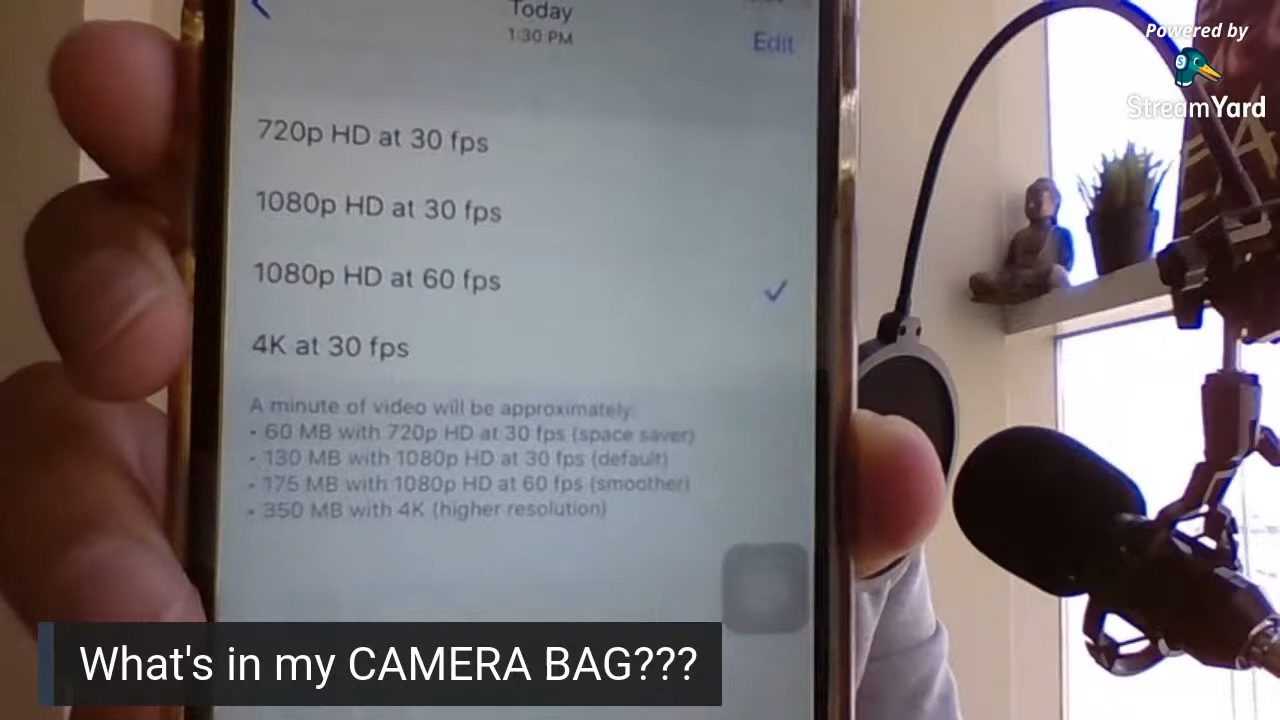 Today
1:30 PM
Edit
Powered by
StreamYard
720p HD at 30 fps
1080p HD at 30 fps
1080p HD at 60 fps
4K at 30 fps
A minute of video will be approximately:
• 60 MB with 720p HD at 30 fps (space saver)
• 130 MB with 1080p HD at 30 fps (default)
• 175 MB with 1080p HD at 60 fps (smoother)
• 350 MB with 4K (higher resolution)
What's in my CAMERA BAG???